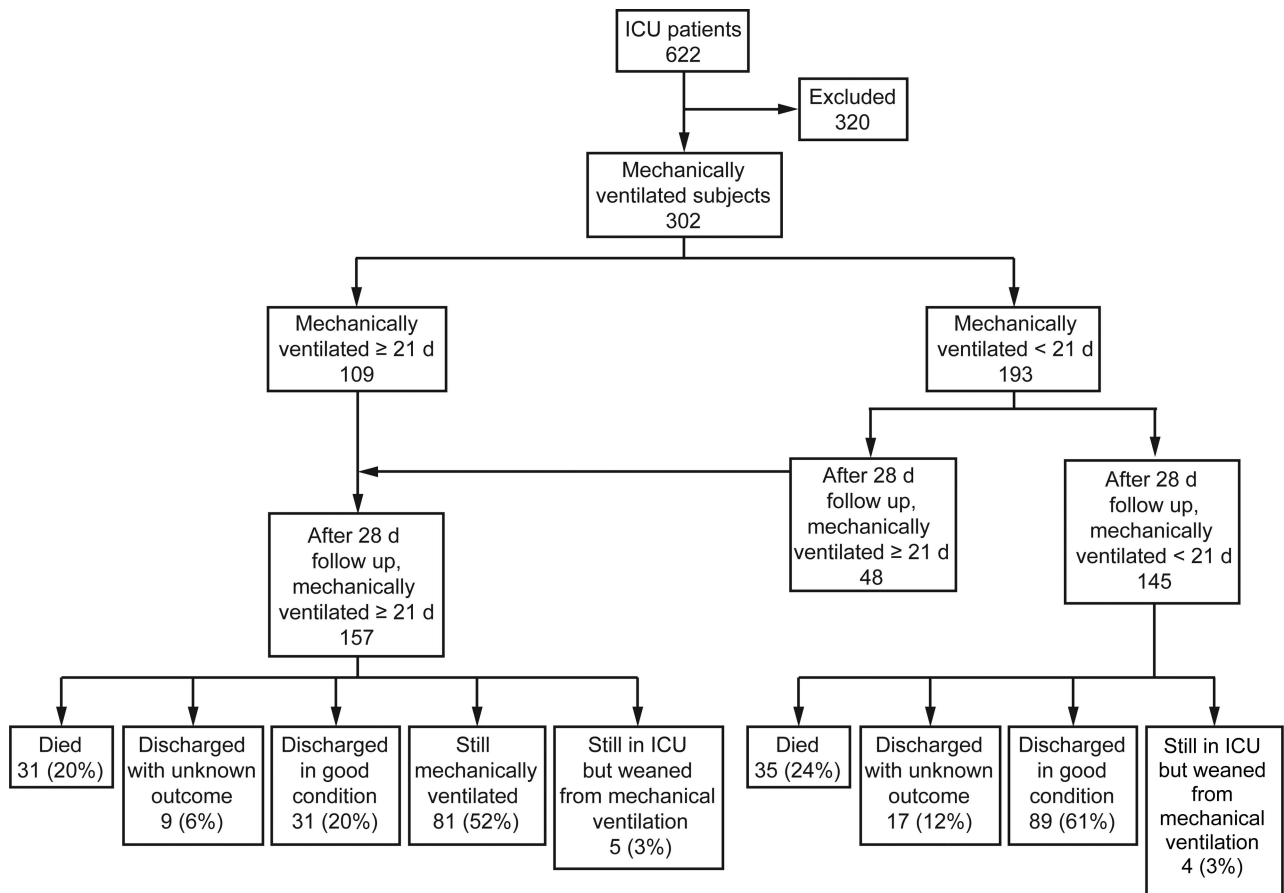 ICU patients
622
Excluded
320
Mechanically
ventilated subjects
302
Mechanically
ventilated ≥ 21 d
109
Mechanically
ventilated < 21 d
193
After 28 d
follow up,
mechanically
ventilated ≥ 21 d
48
After 28 d
follow up,
mechanically
ventilated < 21 d
145
After 28 d
follow up,
mechanically
ventilated ≥ 21 d
157
Died
31 (20%)
Discharged
with unknown
outcome
9 (6%)
Discharged
in good
condition
31 (20%)
Still
mechanically
ventilated
81 (52%)
Still in ICU
but weaned
from mechanical
ventilation
5 (3%)
Died
35 (24%)
Discharged
with unknown
outcome
17 (12%)
Discharged
in good
condition
89 (61%)
Still in ICU
but weaned
from
mechanical
ventilation
4 (3%)